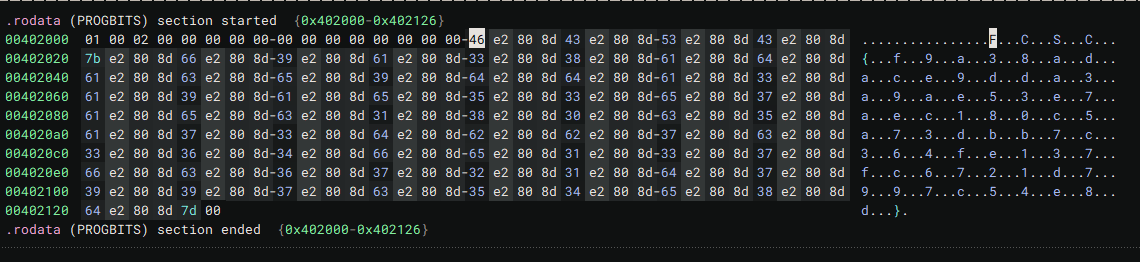 .rodata (PROGBITS) section started  {0x402000-0x402126}
00402000  01 00 02 00 00 00 00 00-00 00 00 00 00 00 00 00-46 e2 80 8d 43 e2 80 8d-53 e2 80 8d 43 e2 80 8d  ................F...C...S...C...
00402020  7b e2 80 8d 66 e2 80 8d-39 e2 80 8d 61 e2 80 8d-33 e2 80 8d 38 e2 80 8d-61 e2 80 8d 64 e2 80 8d  {...f...9...a...3...8...a...d...
00402040  61 e2 80 8d 63 e2 80 8d-65 e2 80 8d 39 e2 80 8d-64 e2 80 8d 64 e2 80 8d-61 e2 80 8d 33 e2 80 8d  a...c...e...9...d...d...a...3...
00402060  61 e2 80 8d 39 e2 80 8d-61 e2 80 8d 65 e2 80 8d-35 e2 80 8d 33 e2 80 8d-65 e2 80 8d 37 e2 80 8d  a...9...a...e...5...3...e...7...
00402080  61 e2 80 8d 65 e2 80 8d-63 e2 80 8d 31 e2 80 8d-38 e2 80 8d 30 e2 80 8d-63 e2 80 8d 35 e2 80 8d  a...e...c...1...8...0...c...5...
004020a0  61 e2 80 8d 37 e2 80 8d-33 e2 80 8d 64 e2 80 8d-62 e2 80 8d 62 e2 80 8d-37 e2 80 8d 63 e2 80 8d  a...7...3...d...b...b...7...c...
004020c0  33 e2 80 8d 36 e2 80 8d-34 e2 80 8d 66 e2 80 8d-65 e2 80 8d 31 e2 80 8d-33 e2 80 8d 37 e2 80 8d  3...6...4...f...e...1...3...7...
004020e0  66 e2 80 8d 63 e2 80 8d-36 e2 80 8d 37 e2 80 8d-32 e2 80 8d 31 e2 80 8d-64 e2 80 8d 37 e2 80 8d  f...c...6...7...2...1...d...7...
00402100  39 e2 80 8d 39 e2 80 8d-37 e2 80 8d 63 e2 80 8d-35 e2 80 8d 34 e2 80 8d-65 e2 80 8d 38 e2 80 8d  9...9...7...c...5...4...e...8...
00402120  64 e2 80 8d 7d 00  d...}.
.rodata (PROGBITS) section ended  {0x402000-0x402126}